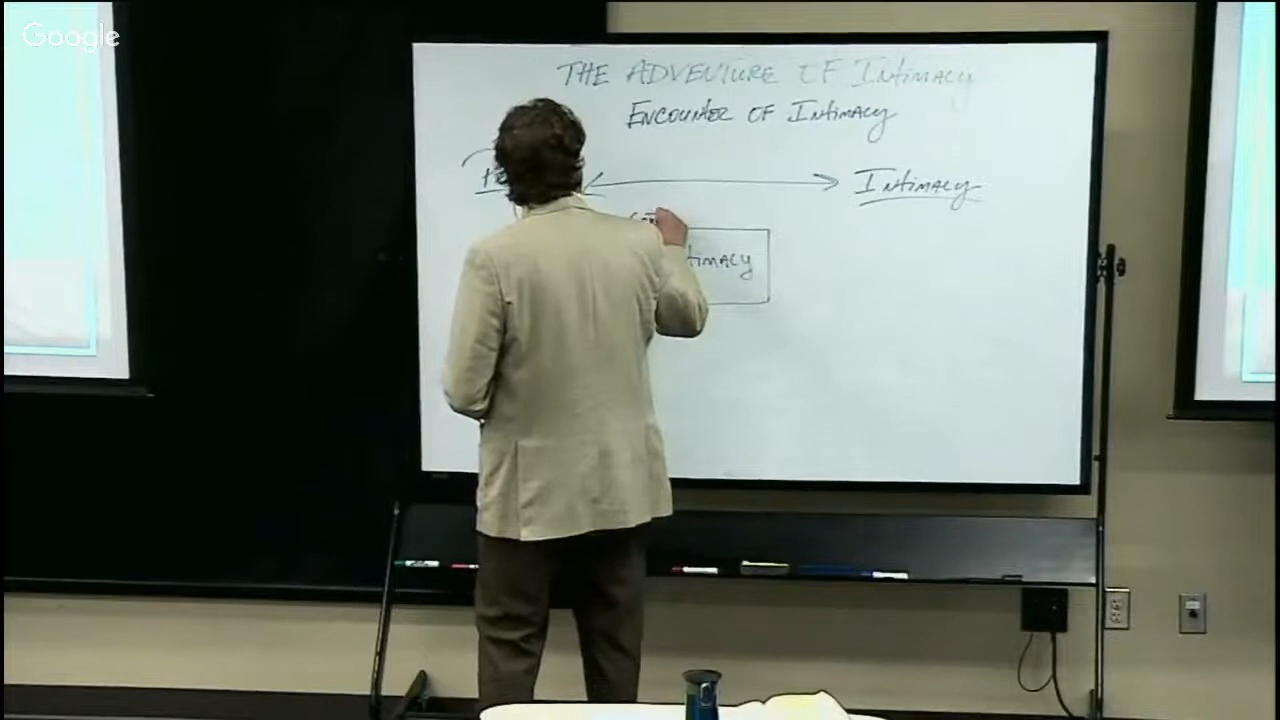 Google
THE ADVENTURE OF INTIMACY
ENCOUNTER OF INTIMACY
INTIMACY